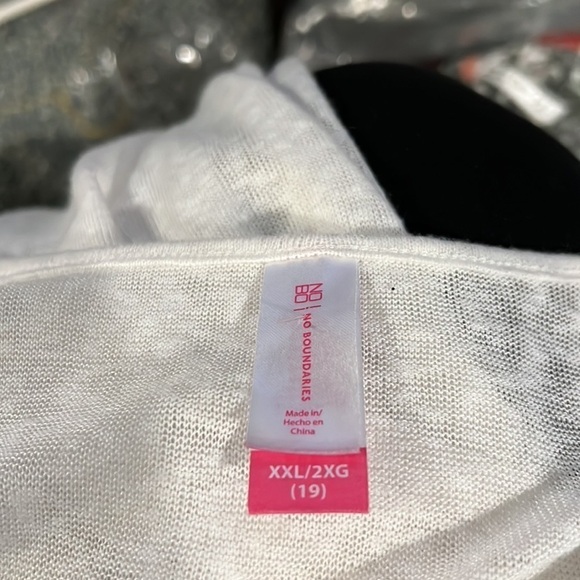 NO
BO
NO BOUNDARIES
Made in/
Hecho en
China
XXL/2XG
(19)